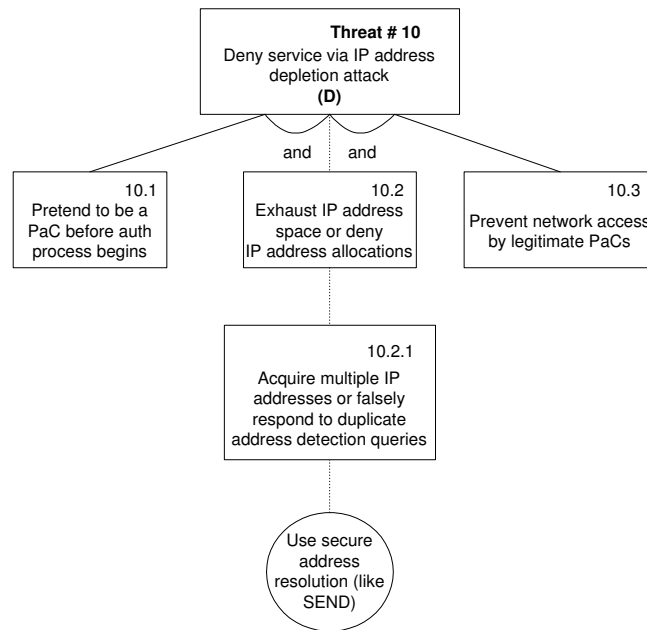 Threat # 10
Deny service via IP address
depletion attack
(D)
and and
10.1
Pretend to be a
PaC before auth
process begins
10.2
Exhaust IP address
space or deny
IP address allocations
10.3
Prevent network access
by legitimate PaCs
10.2.1
Acquire multiple IP
addresses or falsely
respond to duplicate
address detection queries
Use secure
address
resolution (like
SEND)